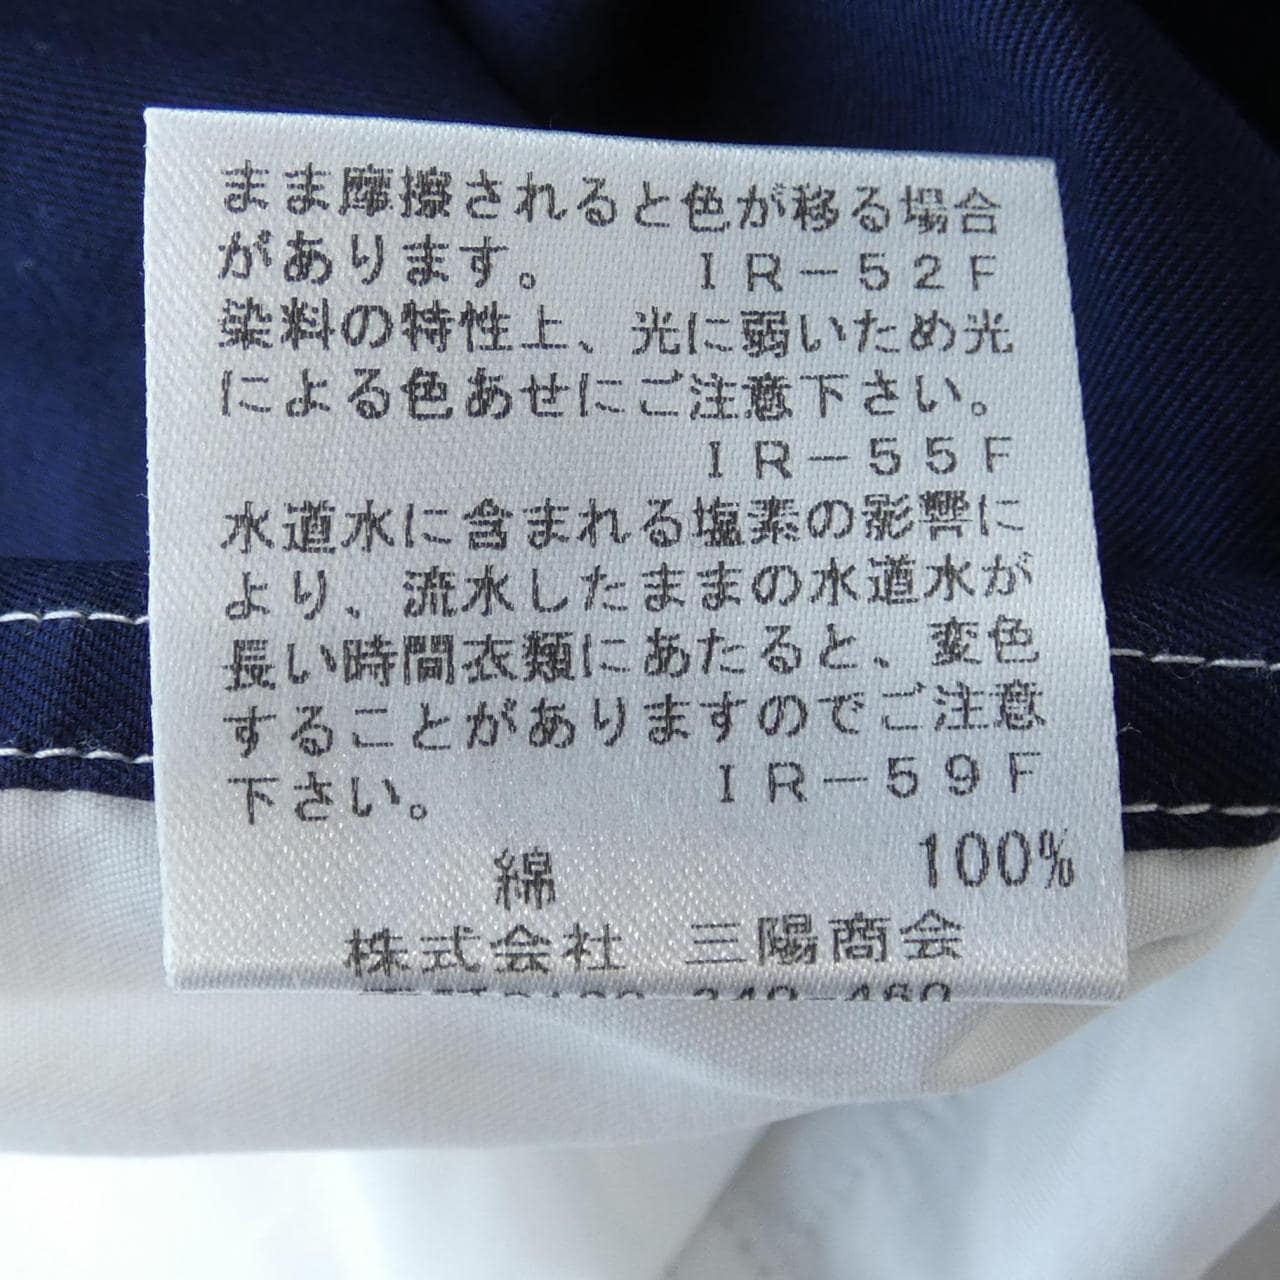 まま摩擦されると色が移る場合
があります。　　IR-52F
染料の特性上、光に弱いため光
による色あせにご注意下さい。
IR-55F
水道水に含まれる塩素の影響に
より、流水したままの水道水が
長い時間衣類にあたると、変色
することがありますのでご注意
下さい。　　IR-59F
綿　　100%
株式会社　三陽商会